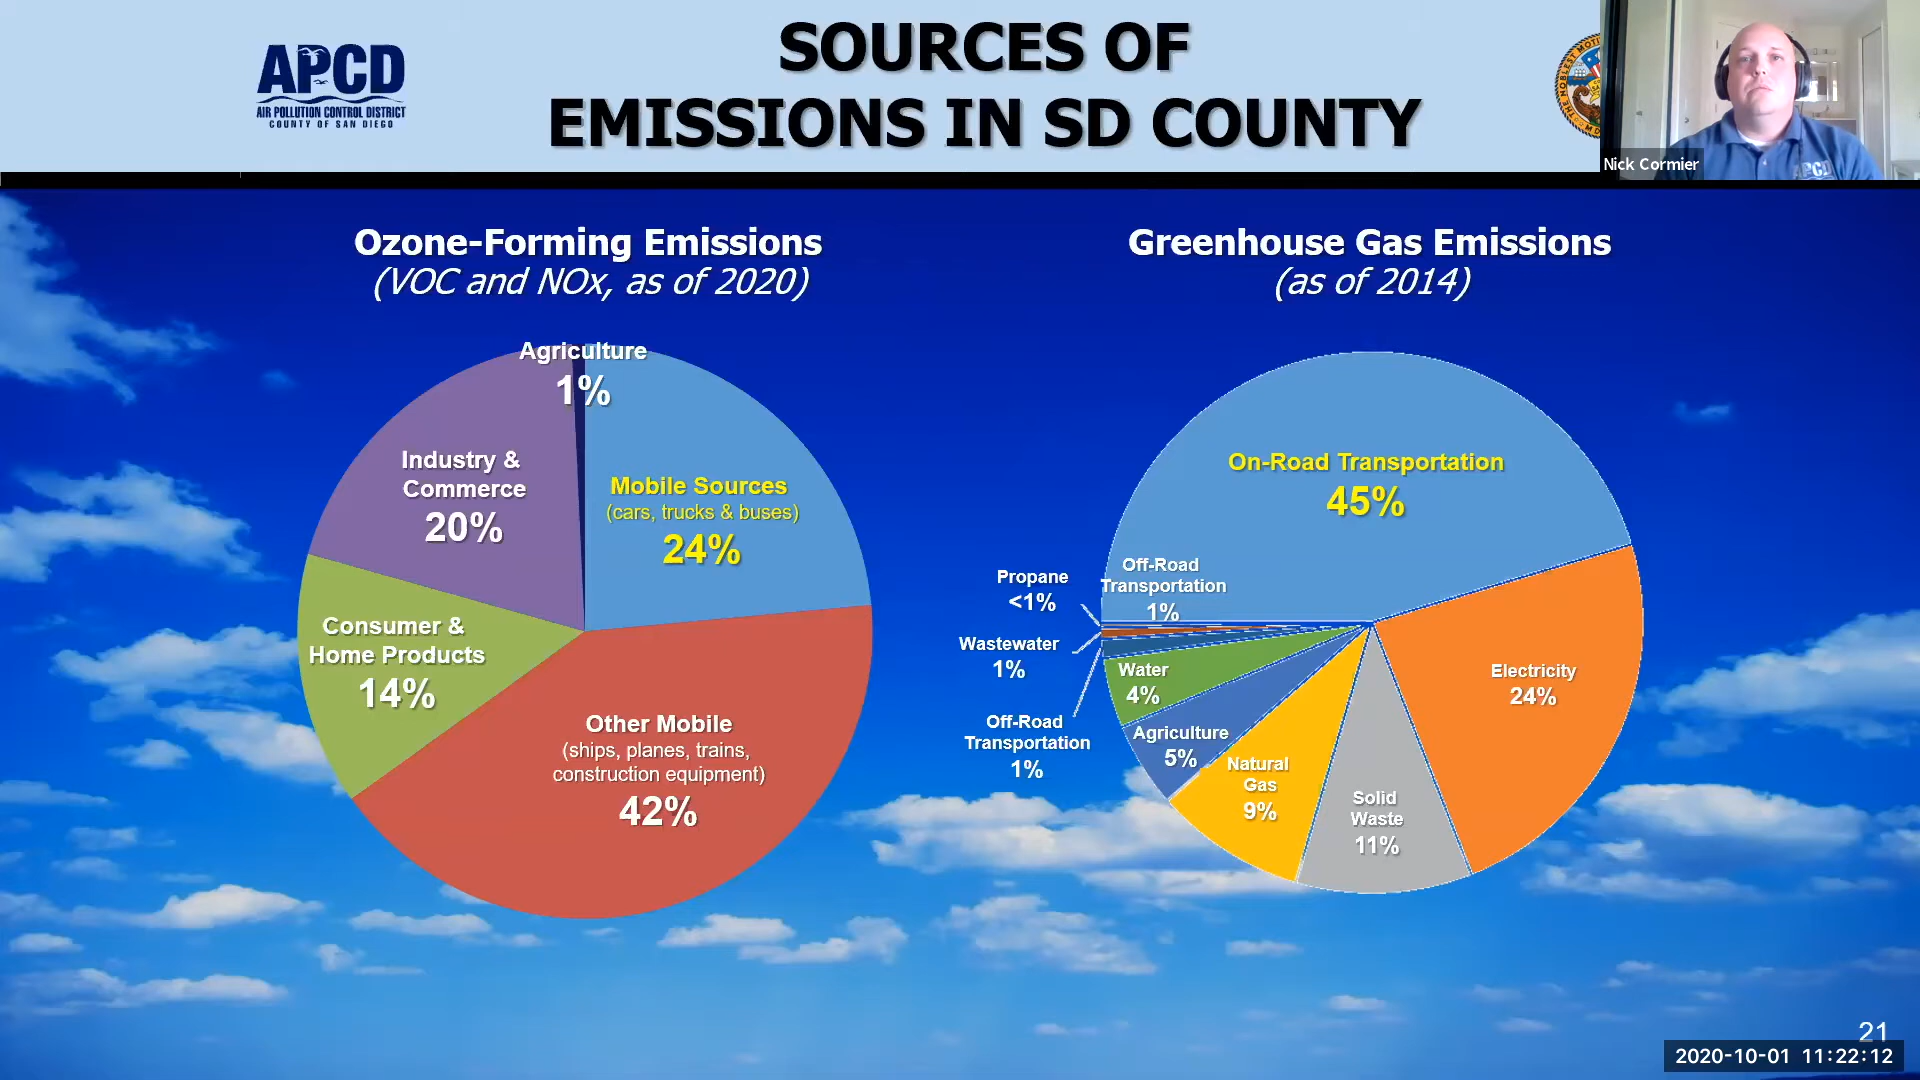 APCD
AIR POLLUTION CONTROL DISTRICT
COUNTY OF SAN DIEGO
SOURCES OF
EMISSIONS IN SD COUNTY
THE NOBLEST MOTI
APCD
Nick Cormier
Ozone-Forming Emissions
(VOC and NOx, as of 2020)
Agriculture
1%
Industry &
Commerce
20%
Mobile Sources
(cars, trucks & buses)
24%
Consumer &
Home Products
14%
Other Mobile
(ships, planes, trains,
construction equipment)
42%
Greenhouse Gas Emissions
(as of 2014)
On-Road Transportation
45%
Off-Road
Transportation
1%
Propane
<1%
Wastewater
1%
Off-Road
Transportation
1%
Water
4%
Agriculture
5%
Natural
Gas
9%
Solid
Waste
11%
Electricity
24%
21
2020-10-01 11:22:12